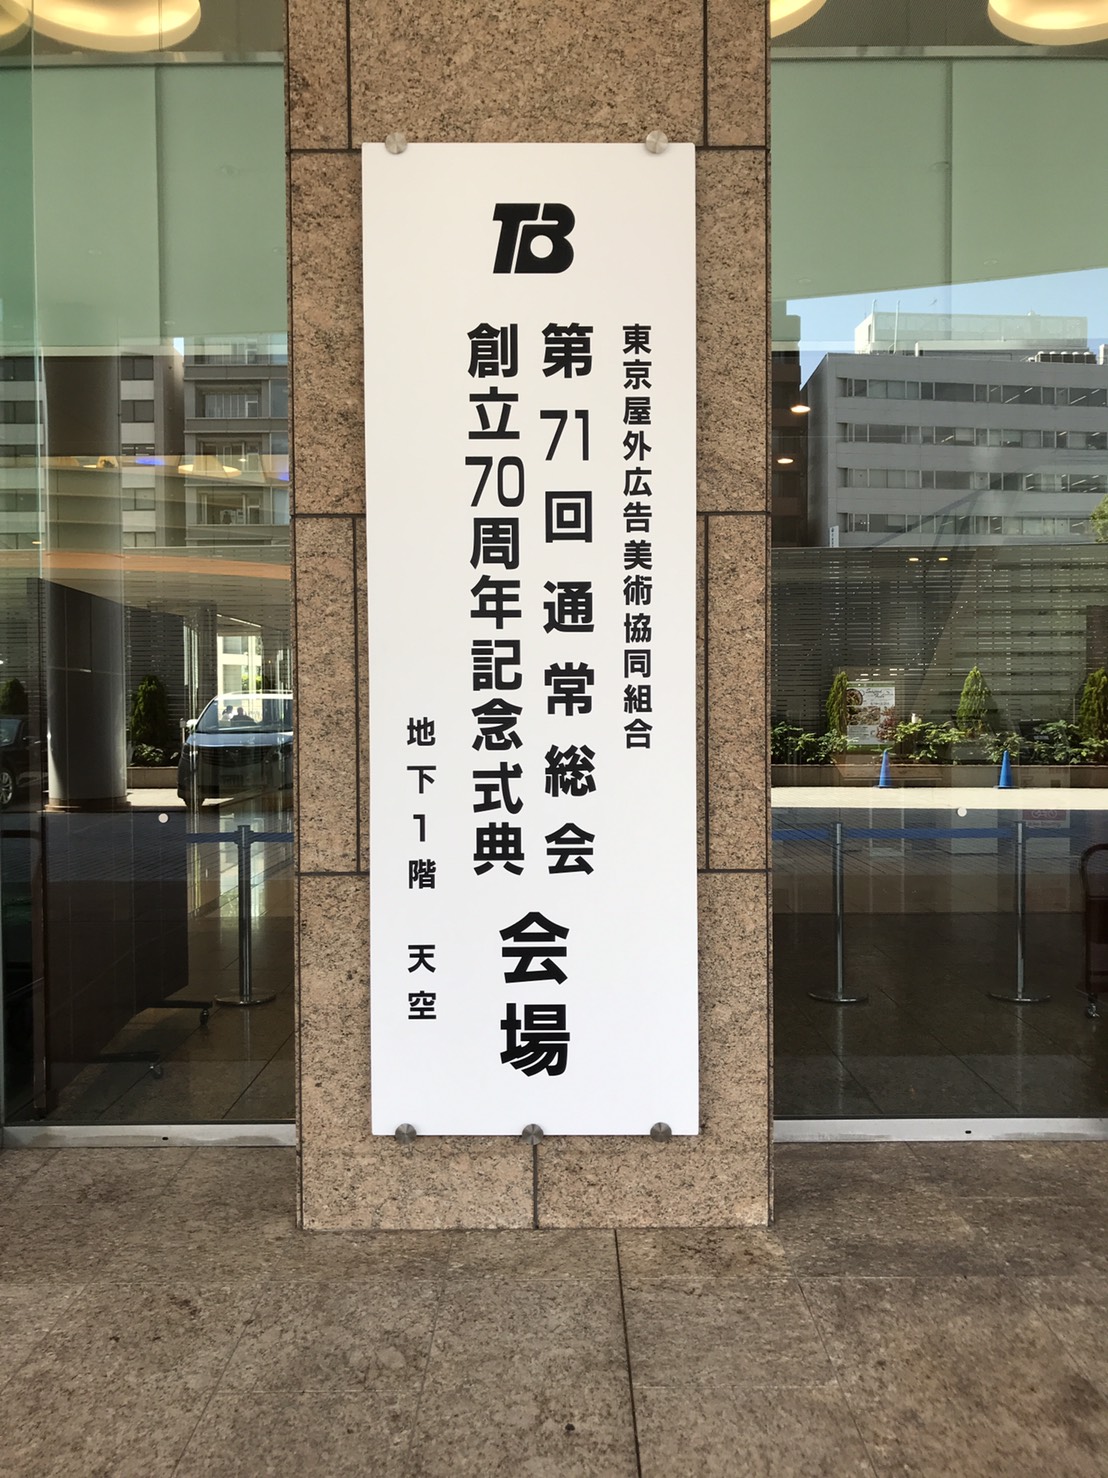 TB
東京屋外広告美術協同組合
第71回通常総会
創立70周年記念式典
会場
地下1階 天空